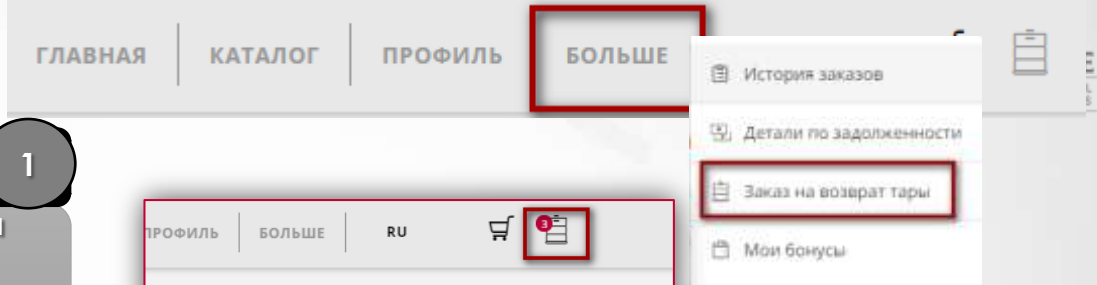 ГЛАВНАЯ КАТАЛОГ ПРОФИЛЬ БОЛЬШЕ
История заказов
Детали по задолженности
1
Заказ на возврат тары
ПРОФИЛЬ БОЛЬШЕ RU 3
Мои бонусы